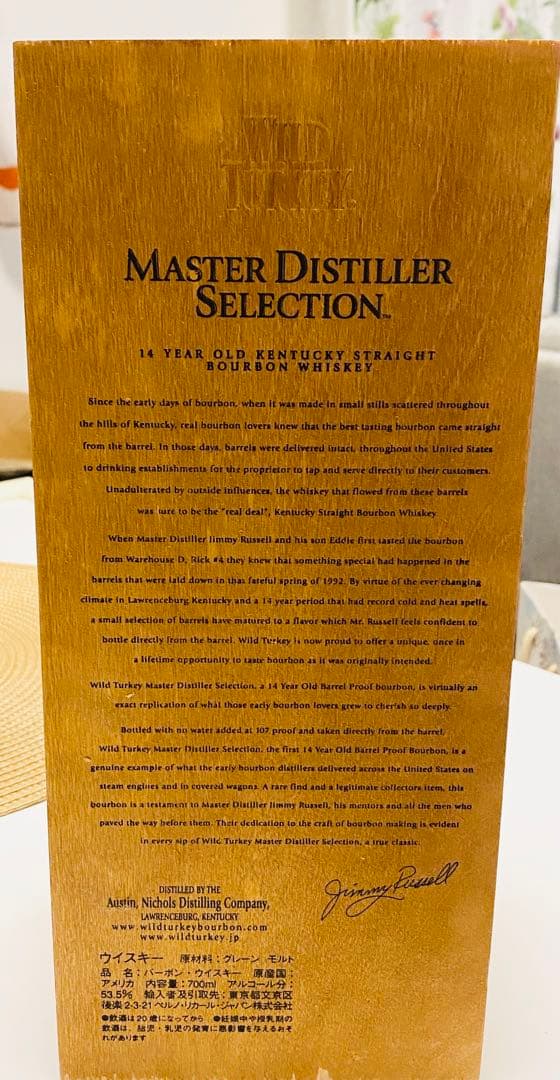 WILD
TURKEY
MASTER DISTILLER
SELECTION™
14 YEAR OLD KENTUCKY STRAIGHT
BOURBON WHISKEY
Since the early days of bourbon, when it was made in small stills scattered throughout
the hills of Kentucky, real bourbon lovers knew that the best tasting bourbon came straight
from the barrel. In those days, barrels were delivered intact, throughout the United States
to drinking establishments for the proprietor to tap and serve directly to their customers.
Unadulterated by outside influences, the whiskey that flowed from these barrels
was sure to be the "real deal", Kentucky Straight Bourbon Whiskey.
When Master Distiller Jimmy Russell and his son Eddie first tasted the bourbon
from Warehouse D, Rick #4 they knew that something special had happened in the
barrels that were laid down in that fateful spring of 1992. By virtue of the ever changing
climate in Lawrenceburg Kentucky and a 14 year period that had record cold and heat spells,
a small selection of barrels have matured to a flavor which Mr. Russell feels confident to
bottle directly from the barrel. Wild Turkey is now proud to offer a unique, once in
a lifetime opportunity to taste bourbon as it was originally intended.
Wild Turkey Master Distiller Selection, a 14 Year Old Barrel Proof bourbon, is virtually an
exact replication of what those early bourbon lovers grew to cherish so deeply.
Bottled with no water added at 107 proof and taken directly from the barrel,
Wild Turkey Master Distiller Selection, the first 14 Year Old Barrel Proof Bourbon, is a
genuine example of what the early bourbon distillers delivered across the United States on
steam engines and in covered wagons. A rare find and a legitimate collectors item, this
bourbon is a testament to Master Distiller Jimmy Russell, his mentors and all the men who
paved the way before them. Their dedication to the craft of bourbon making is evident
in every sip of Wild Turkey Master Distiller Selection, a true classic.
Jimmy Russell
DISTILLED BY THE
Austin, Nichols Distilling Company,
LAWRENCEBURG, KENTUCKY
www.wildturkeybourbon.com
www.wildturkey.jp
ウイスキー 原材料：グレーン モルト
品 名：バーボン・ウイスキー 原産国：
アメリカ 内容量：700ml アルコール分：
53.5% 輸入者及引取先：東京都文京区
後楽2-3-21ペルノ・リカール・ジャパン株式会社
●飲酒は20歳になってから ●妊娠中や授乳期の
飲酒は、胎児・乳児の発育に悪影響を与えるおそ
れがあります